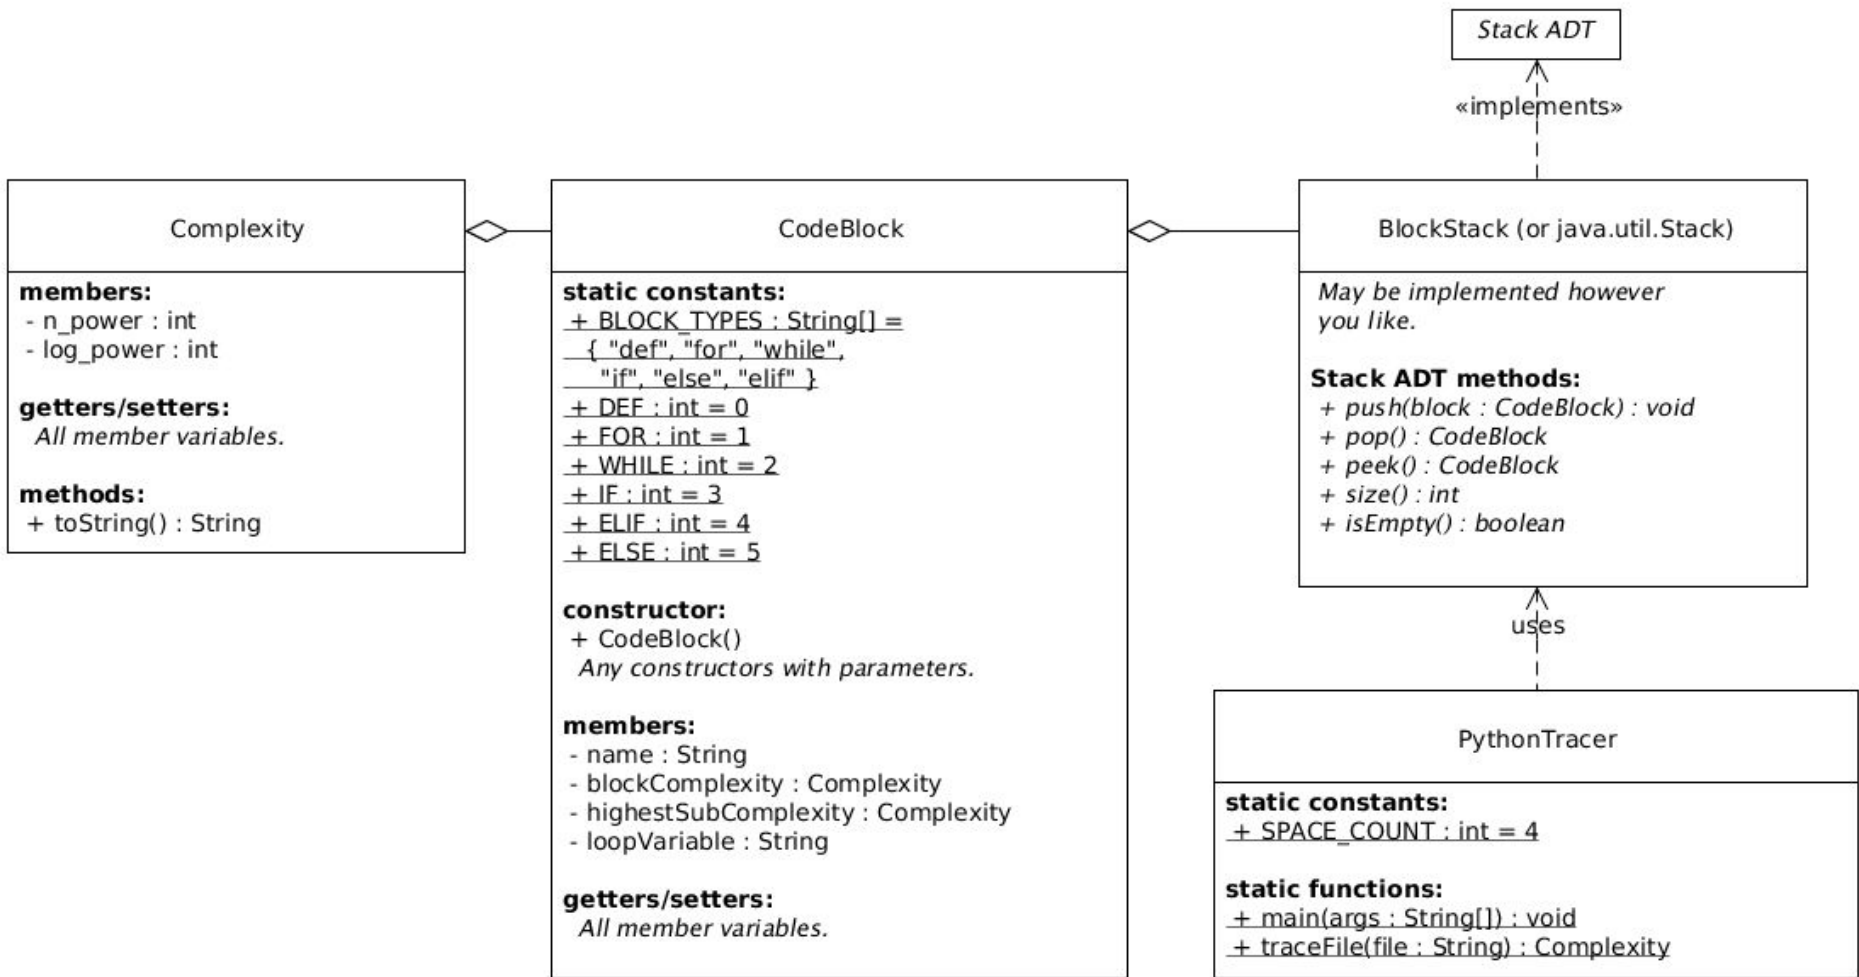 Stack ADT
«implements»
Complexity
members:
- n_power : int
- log_power : int
getters/setters:
All member variables.
methods:
+ toString() : String
CodeBlock
static constants:
+ BLOCK_TYPES : String[] =
{ "def", "for", "while",
"if", "else", "elif" }
+ DEF : int = 0
+ FOR : int = 1
+ WHILE : int = 2
+ IF : int = 3
+ ELIF : int = 4
+ ELSE : int = 5
constructor:
+ CodeBlock()
Any constructors with parameters.
members:
- name : String
- blockComplexity : Complexity
- highestSubComplexity : Complexity
- loopVariable : String
getters/setters:
All member variables.
BlockStack (or java.util.Stack)
May be implemented however
you like.
Stack ADT methods:
+ push(block : CodeBlock) : void
+ pop() : CodeBlock
+ peek() : CodeBlock
+ size() : int
+ isEmpty() : boolean
uses
PythonTracer
static constants:
+ SPACE_COUNT : int = 4
static functions:
+ main(args : String[]) : void
+ traceFile(file : String) : Complexity